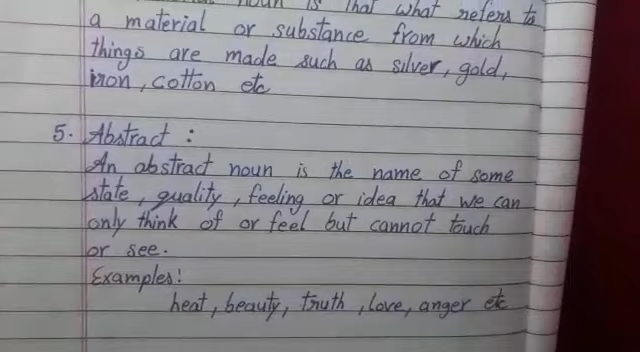 noun is that what refers to
a material or substance from which
things are made such as silver, gold,
iron, cotton etc
5. Abstract :
An abstract noun is the name of some
state, quality, feeling or idea that we can
only think of or feel but cannot touch
or see.
Examples:
heat, beauty, truth, love, anger etc